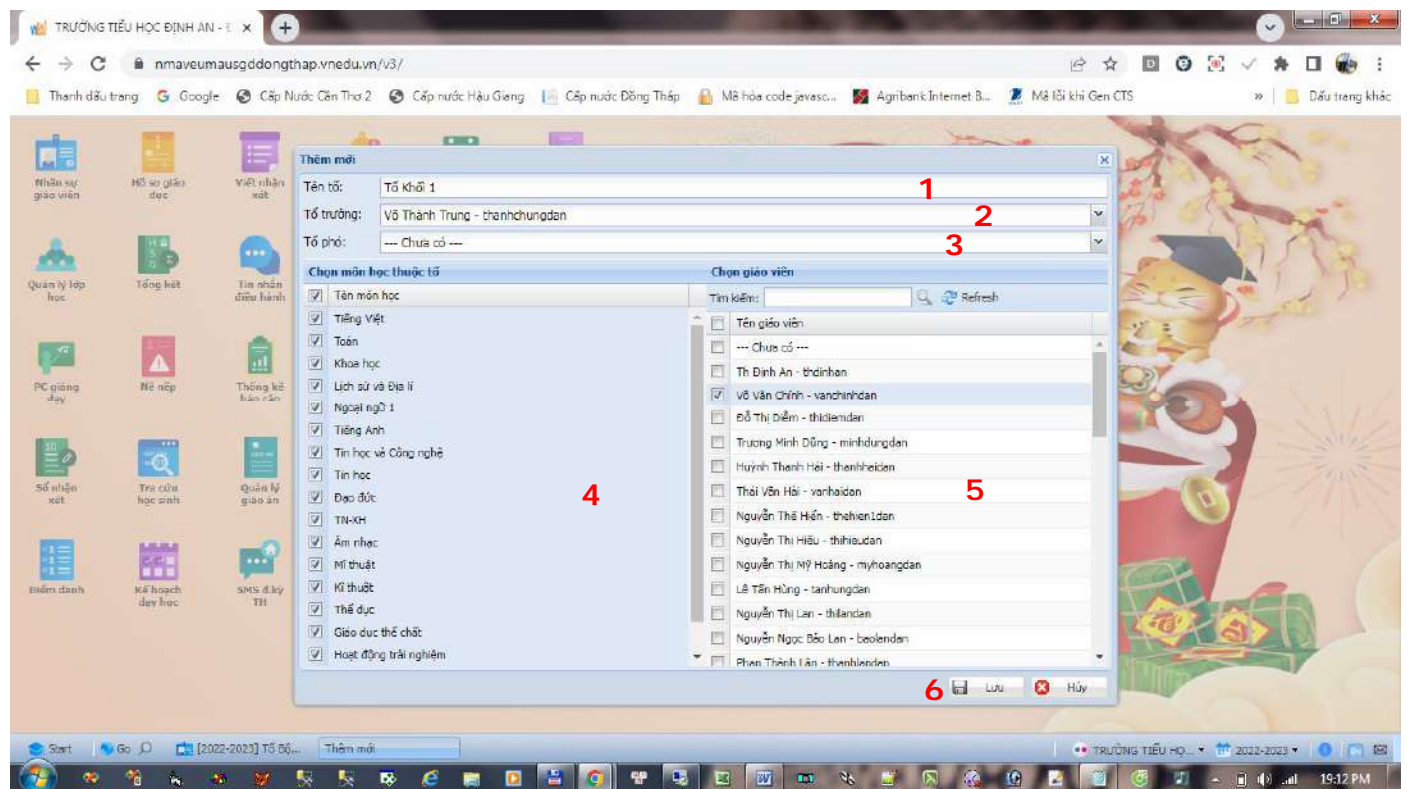 TRƯỜNG TIỂU HỌC ĐỊNH AN - Đ
nmaveumausgddongthap.vnedu.vn/v3/
Thanh dấu trang Google Cấp Nước Cần Thơ 2 Cấp nước Hậu Giang Cấp nước Đồng Tháp Mã hóa code javasc... Agribank Internet B... Mã lỗi khi Gen CTS » Dấu trang khác
Nhân sự giáo viên
Hồ sơ giáo dục
Viết nhận xét
Quản lý lớp học
Tổng kết
Tin nhắn điều hành
PC giảng dạy
Nề nếp
Thống kê báo cáo
Sổ nhận xét
Tra cứu học sinh
Quản lý giáo án
Điểm danh
Kế hoạch dạy học
SMS đ.ký TH
Thêm mới
Tên tổ: Tổ Khối 1 1
Tổ trưởng: Võ Thành Trung - thanhchungdan 2
Tổ phó: --- Chưa có --- 3
Chọn môn học thuộc tổ
Tên môn học
Tiếng Việt
Toán
Khoa học
Lịch sử và Địa lí
Ngoại ngữ 1
Tiếng Anh
Tin học và Công nghệ
Tin học
Đạo đức
TN-XH
Âm nhạc
Mĩ thuật
Kĩ thuật
Thể dục
Giáo dục thể chất
Hoạt động trải nghiệm
4
Chọn giáo viên
Tìm kiếm: Refresh
Tên giáo viên
--- Chưa có ---
Th Định An - thdinhan
Võ Văn Chính - vanchinhdan
Đỗ Thị Diễm - thidiemdan
Trương Minh Dũng - minhdungdan
Huỳnh Thanh Hải - thanhhaidan
Thái Văn Hải - vanhaidan
Nguyễn Thế Hiển - thehien1dan
Nguyễn Thị Hiếu - thihieudan
Nguyễn Thị Mỹ Hoàng - myhoangdan
Lê Tấn Hùng - tanhungdan
Nguyễn Thị Lan - thilandan
Nguyễn Ngọc Bảo Lan - baolandan
Phan Thành Lân - thanhlandan
5
6 Lưu Hủy
Start Go [2022-2023] Tổ Bộ... Thêm mới TRƯỜNG TIỂU HỌ... 2022-2023
19:12 PM